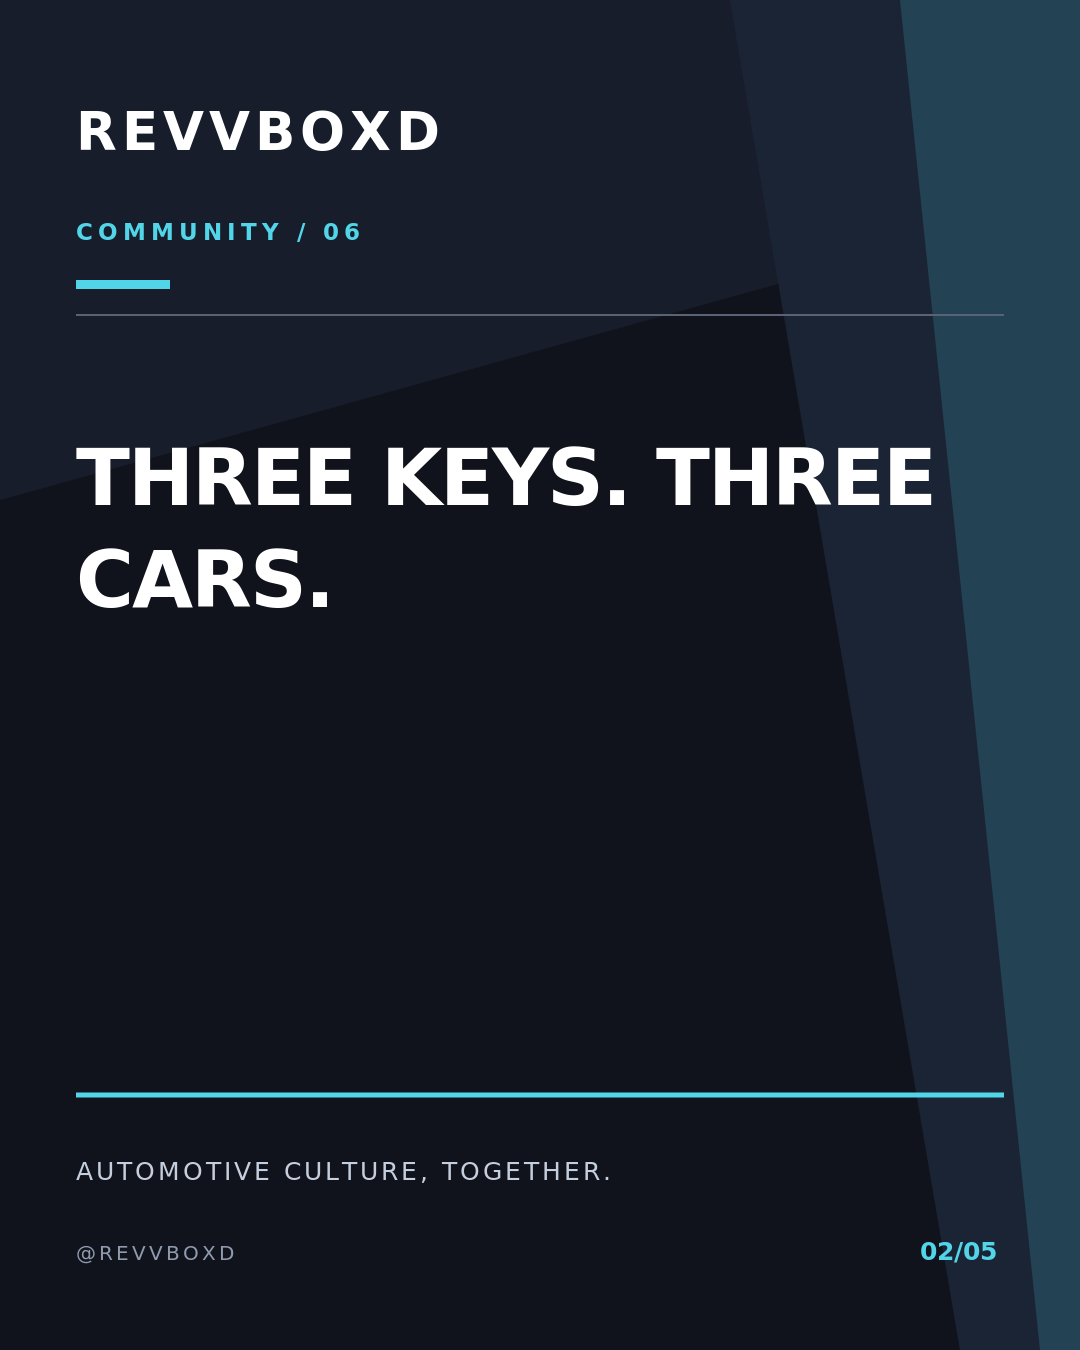 REVVBOXD
COMMUNITY / 06
THREE KEYS. THREE
CARS.
AUTOMOTIVE CULTURE, TOGETHER.
@REVVBOXD
02/05